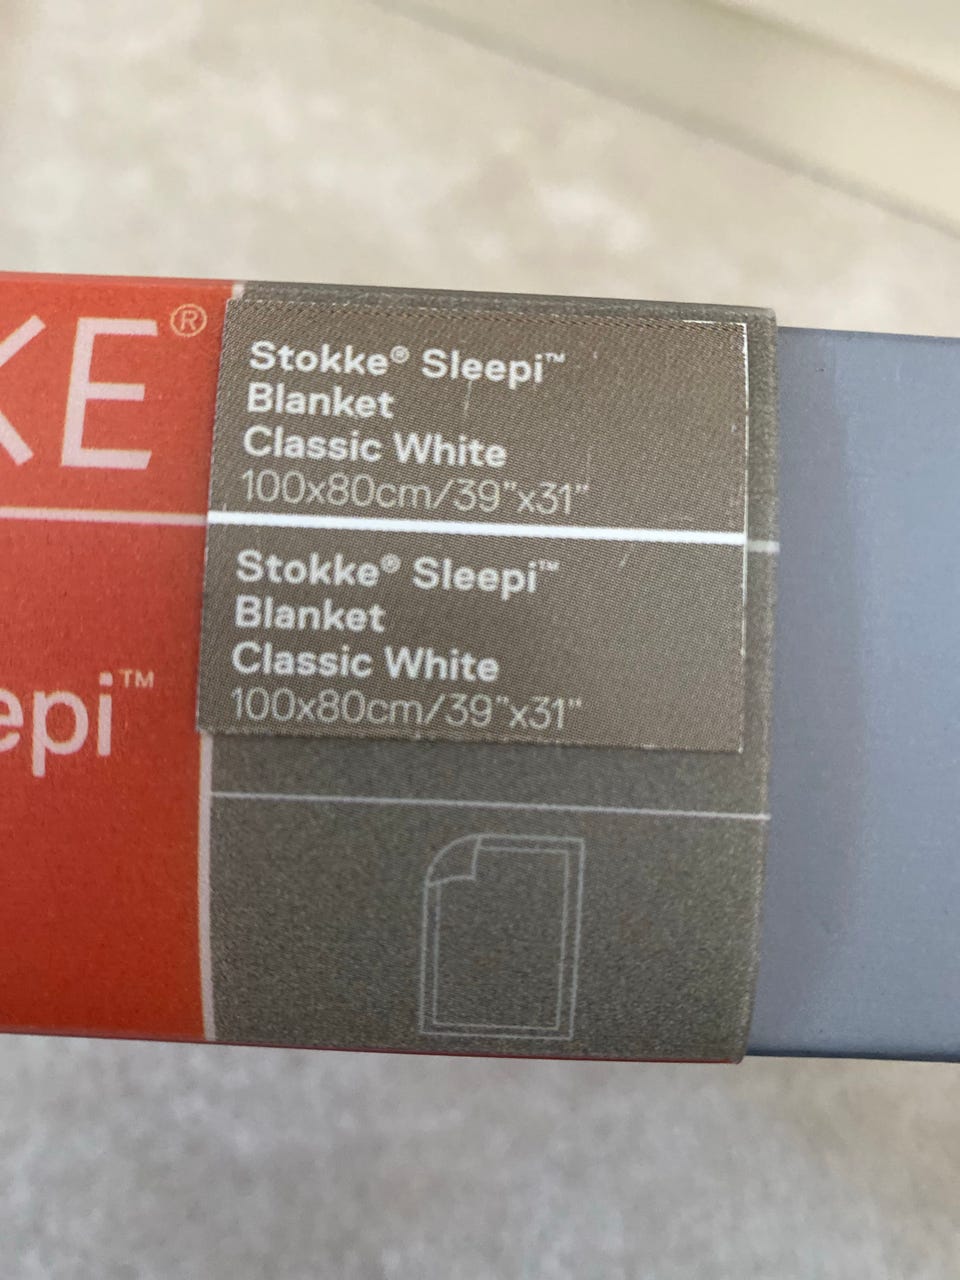 KE®
epi™
Stokke® Sleepi™
Blanket
Classic White
100x80cm/39"x31"
Stokke® Sleepi™
Blanket
Classic White
100x80cm/39"x31"